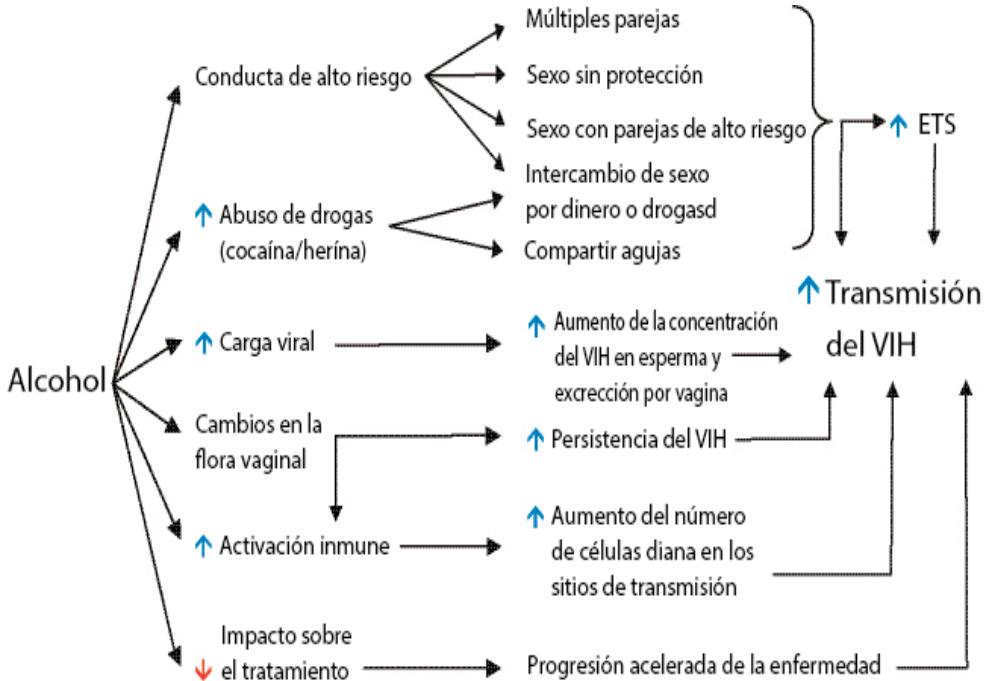 Alcohol
Conducta de alto riesgo
↑ Abuso de drogas
(cocaína/herína)
↑ Carga viral
Cambios en la
flora vaginal
↑ Activación inmune
Impacto sobre
↓ el tratamiento
Múltiples parejas
Sexo sin protección
Sexo con parejas de alto riesgo
Intercambio de sexo
por dinero o drogasd
Compartir agujas
↑ Aumento de la concentración
del VIH en esperma y
excrección por vagina
↑ Persistencia del VIH
↑ Aumento del número
de células diana en los
sitios de transmisión
Progresión acelerada de la enfermedad
↑ ETS
↑ Transmisión
del VIH